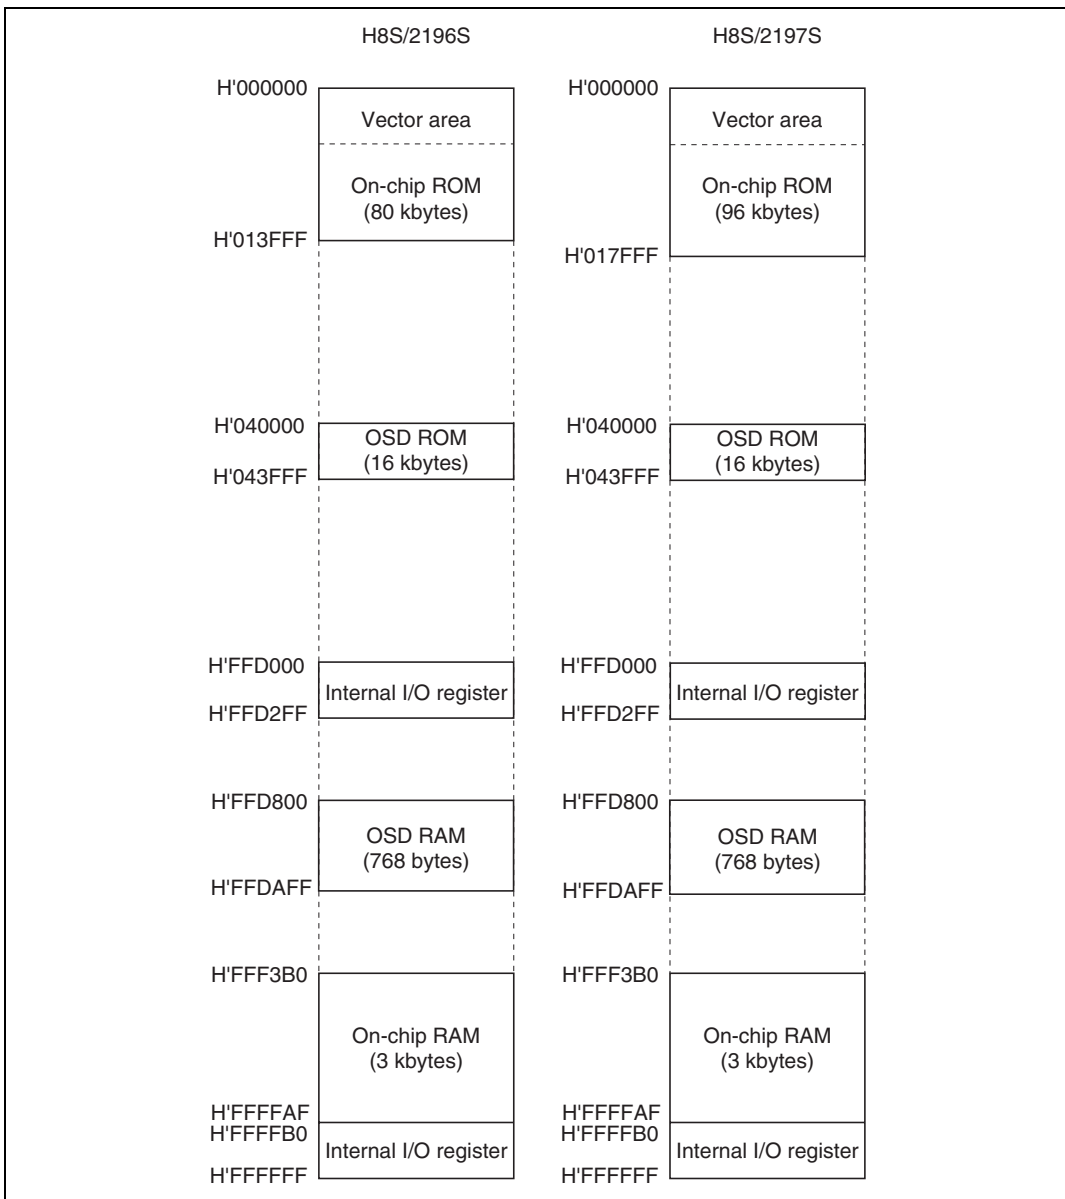 H8S/2196S
H'000000
Vector area
On-chip ROM
(80 kbytes)
H'013FFF
H'040000
OSD ROM
(16 kbytes)
H'043FFF
H'FFD000
Internal I/O register
H'FFD2FF
H'FFD800
OSD RAM
(768 bytes)
H'FFDAFF
H'FFF3B0
On-chip RAM
(3 kbytes)
H'FFFFAF
H'FFFFB0
Internal I/O register
H'FFFFFF
H8S/2197S
H'000000
Vector area
On-chip ROM
(96 kbytes)
H'017FFF
H'040000
OSD ROM
(16 kbytes)
H'043FFF
H'FFD000
Internal I/O register
H'FFD2FF
H'FFD800
OSD RAM
(768 bytes)
H'FFDAFF
H'FFF3B0
On-chip RAM
(3 kbytes)
H'FFFFAF
H'FFFFB0
Internal I/O register
H'FFFFFF